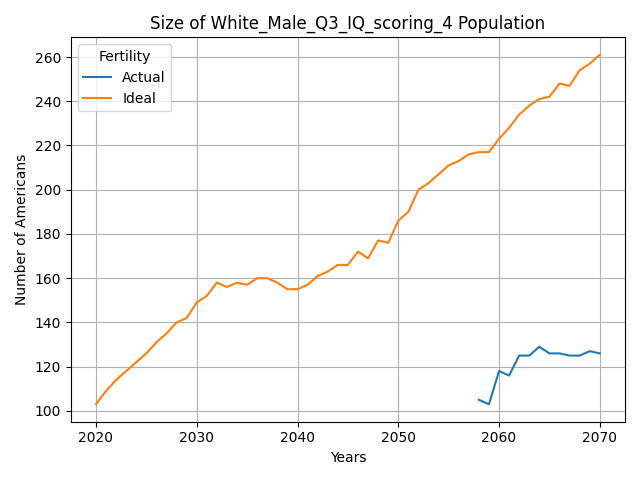 Size of White_Male_Q3_IQ_scoring_4 Population
Fertility
Actual
Ideal
Number of Americans
260
240
220
200
180
160
140
120
100
2020
2030
2040
2050
2060
2070
Years